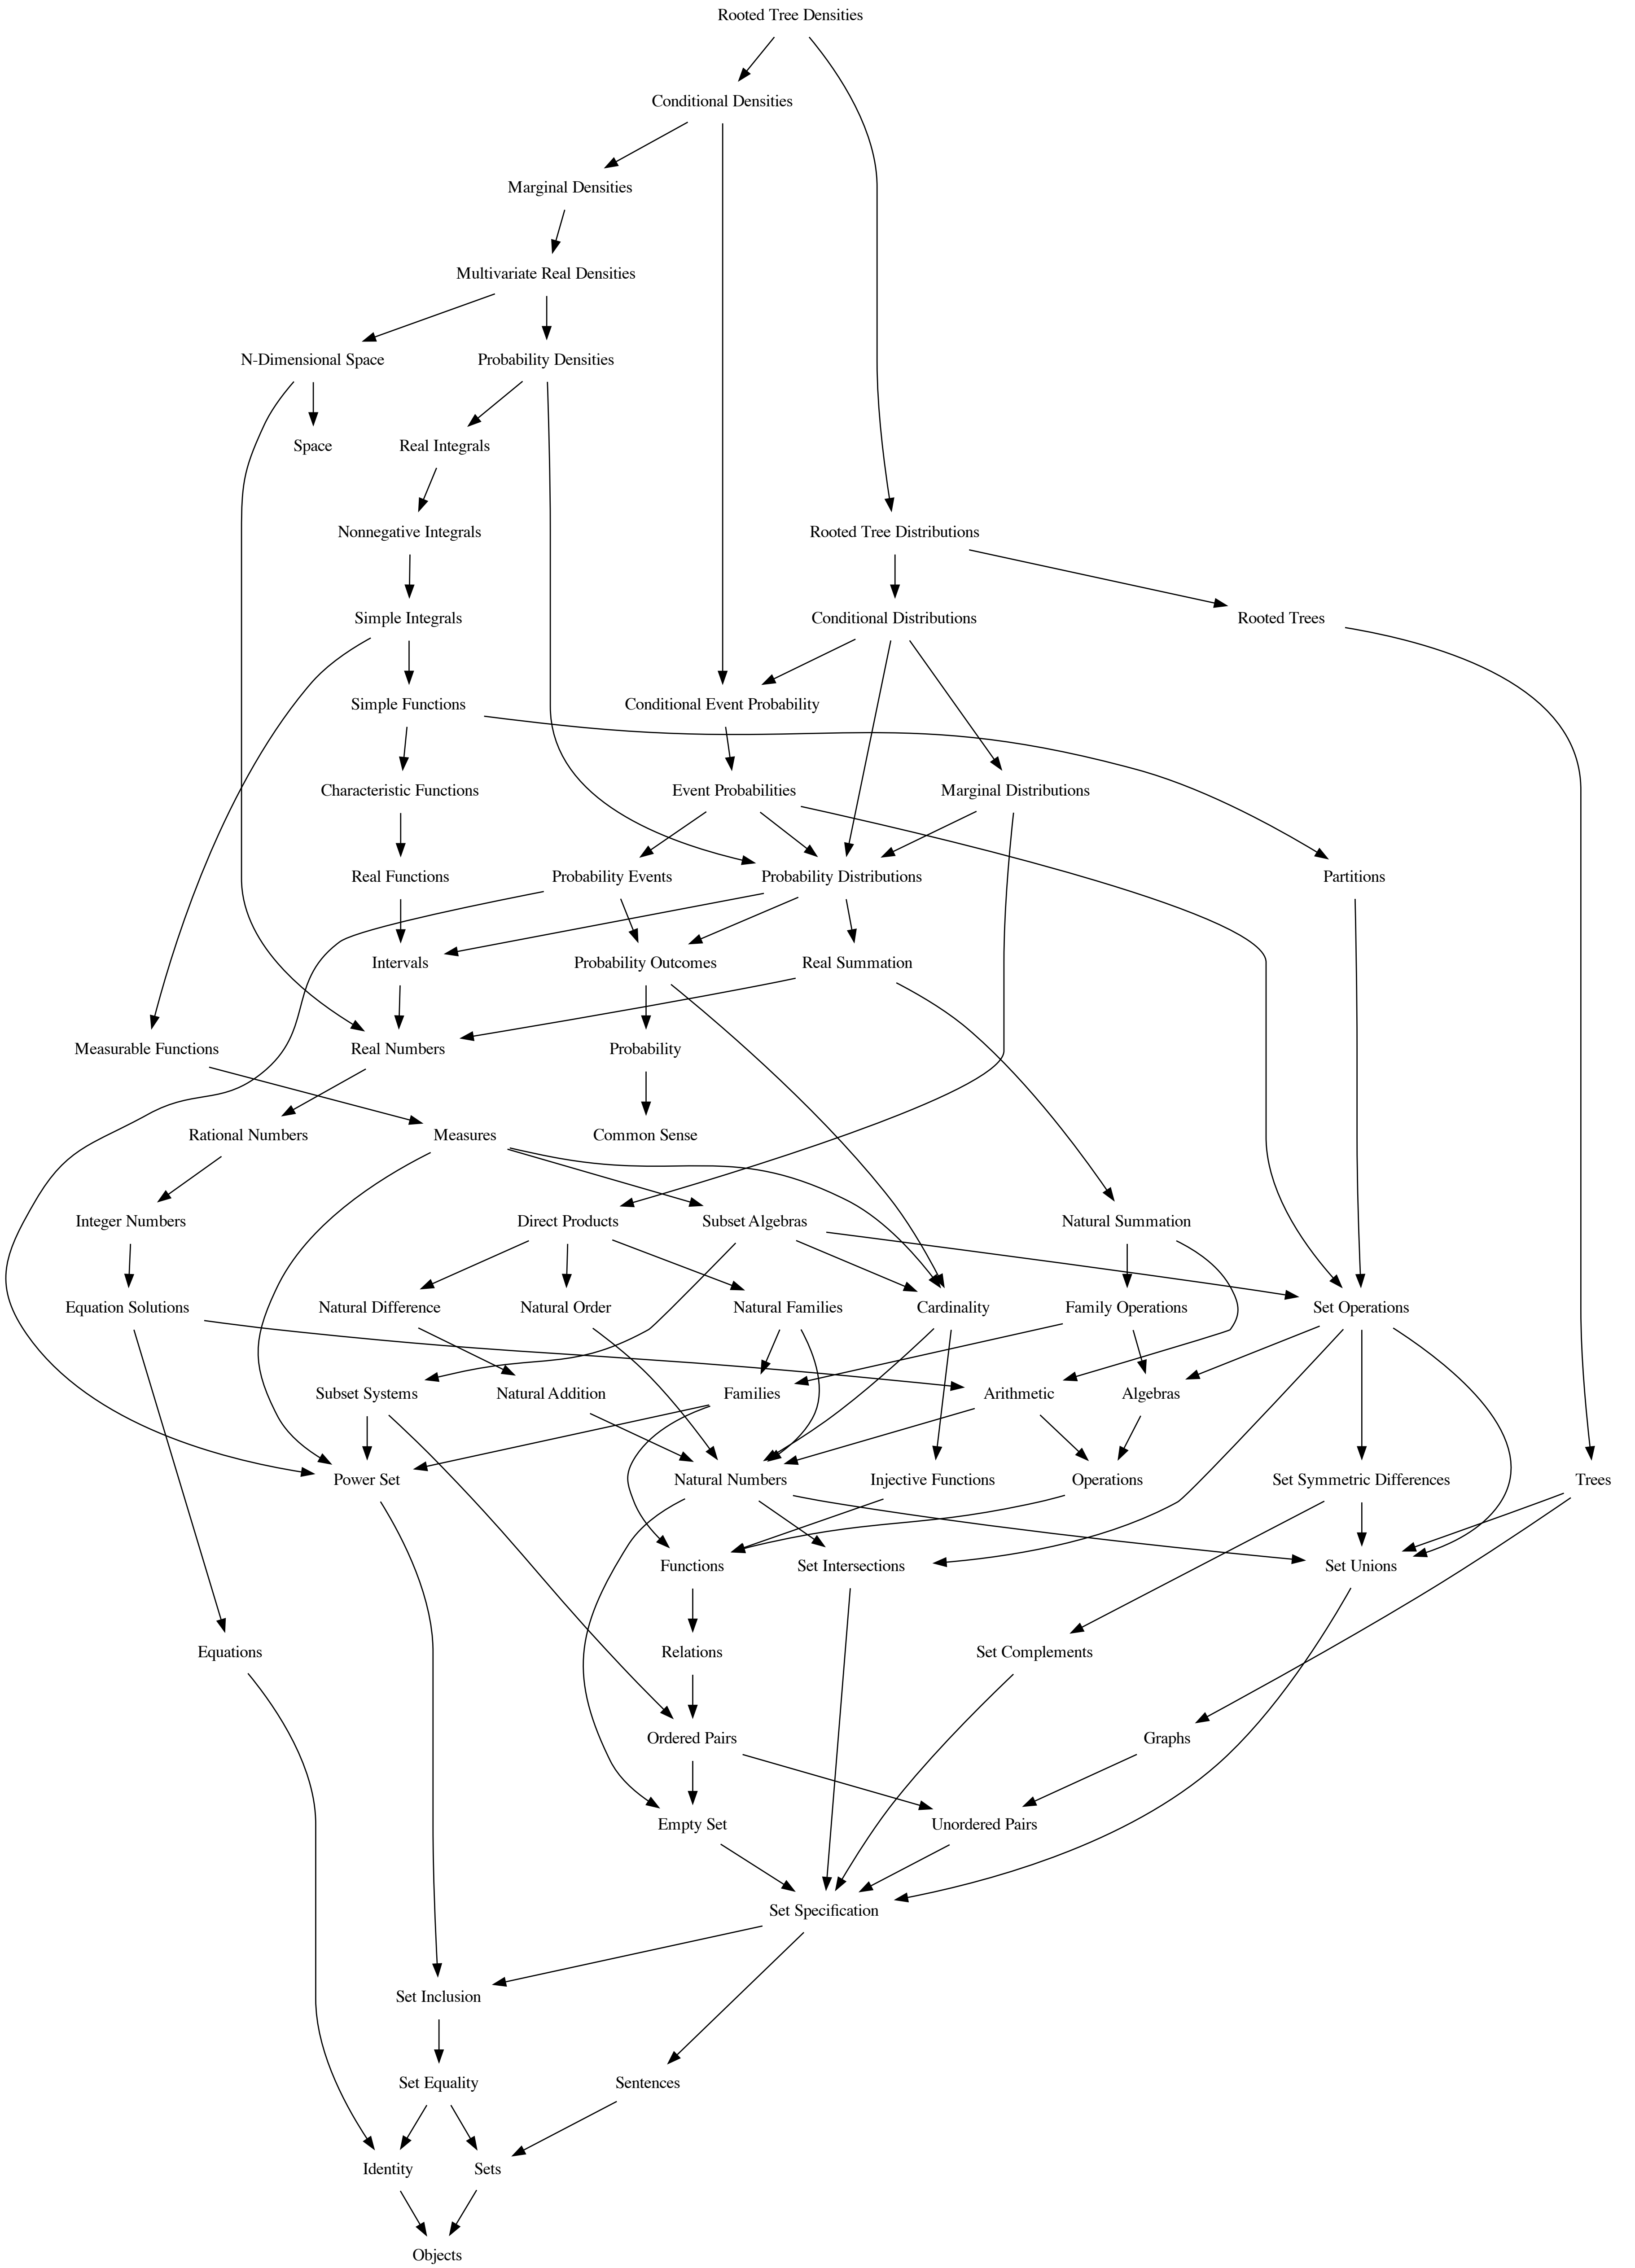 Rooted Tree Densities
Conditional Densities
Marginal Densities
Multivariate Real Densities
N-Dimensional Space
Probability Densities
Space
Real Integrals
Nonnegative Integrals
Rooted Tree Distributions
Simple Integrals
Conditional Distributions
Rooted Trees
Simple Functions
Conditional Event Probability
Characteristic Functions
Event Probabilities
Marginal Distributions
Real Functions
Probability Events
Probability Distributions
Partitions
Intervals
Probability Outcomes
Real Summation
Measurable Functions
Real Numbers
Probability
Rational Numbers
Measures
Common Sense
Integer Numbers
Direct Products
Subset Algebras
Natural Summation
Equation Solutions
Natural Difference
Natural Order
Natural Families
Cardinality
Family Operations
Set Operations
Subset Systems
Natural Addition
Families
Arithmetic
Algebras
Power Set
Natural Numbers
Injective Functions
Operations
Set Symmetric Differences
Trees
Functions
Set Intersections
Set Unions
Equations
Relations
Set Complements
Ordered Pairs
Graphs
Empty Set
Unordered Pairs
Set Specification
Set Inclusion
Set Equality
Sentences
Identity
Sets
Objects